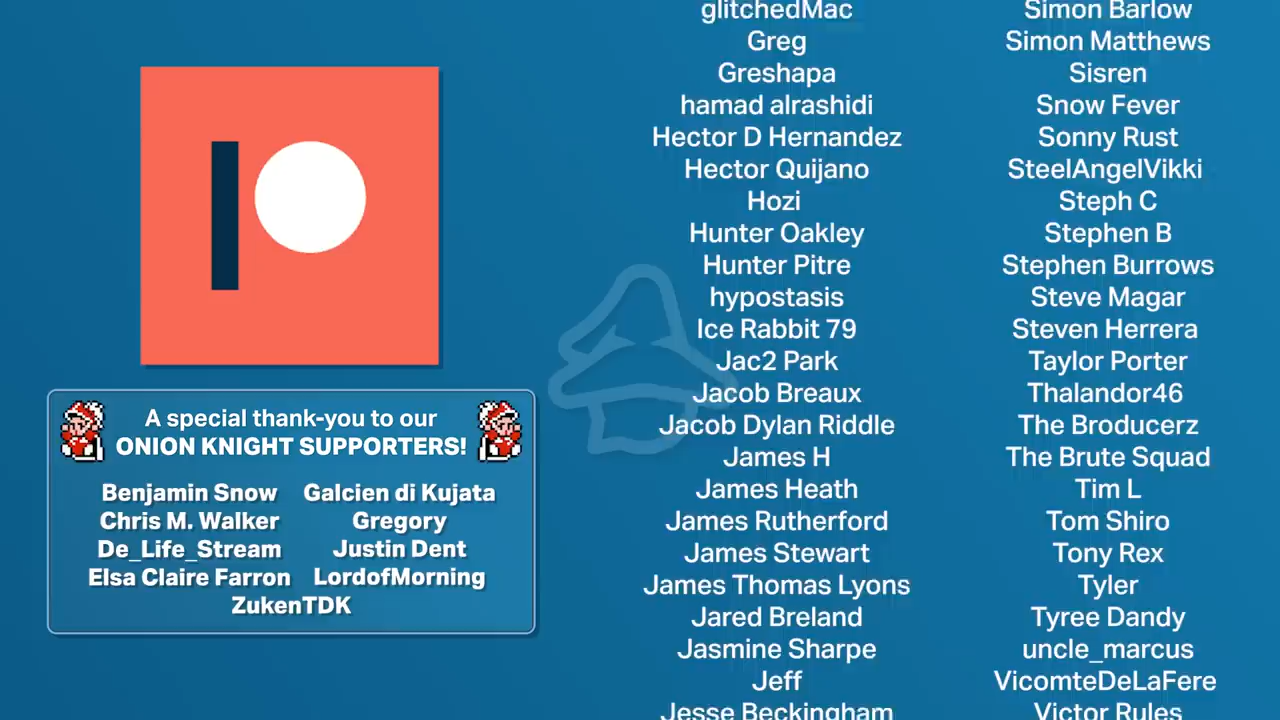 A special thank-you to our
ONION KNIGHT SUPPORTERS!
Benjamin Snow
Chris M. Walker
De_Life_Stream
Elsa Claire Farron
Galcien di Kujata
Gregory
Justin Dent
LordofMorning
ZukenTDK
glitchedMac
Greg
Greshapa
hamad alrashidi
Hector D Hernandez
Hector Quijano
Hozi
Hunter Oakley
Hunter Pitre
hypostasis
Ice Rabbit 79
Jac2 Park
Jacob Breaux
Jacob Dylan Riddle
James H
James Heath
James Rutherford
James Stewart
James Thomas Lyons
Jared Breland
Jasmine Sharpe
Jeff
Jesse Beckingham
Simon Barlow
Simon Matthews
Sisren
Snow Fever
Sonny Rust
SteelAngelVikki
Steph C
Stephen B
Stephen Burrows
Steve Magar
Steven Herrera
Taylor Porter
Thalandor46
The Broducerz
The Brute Squad
Tim L
Tom Shiro
Tony Rex
Tyler
Tyree Dandy
uncle_marcus
VicomteDeLaFere
Victor Rules